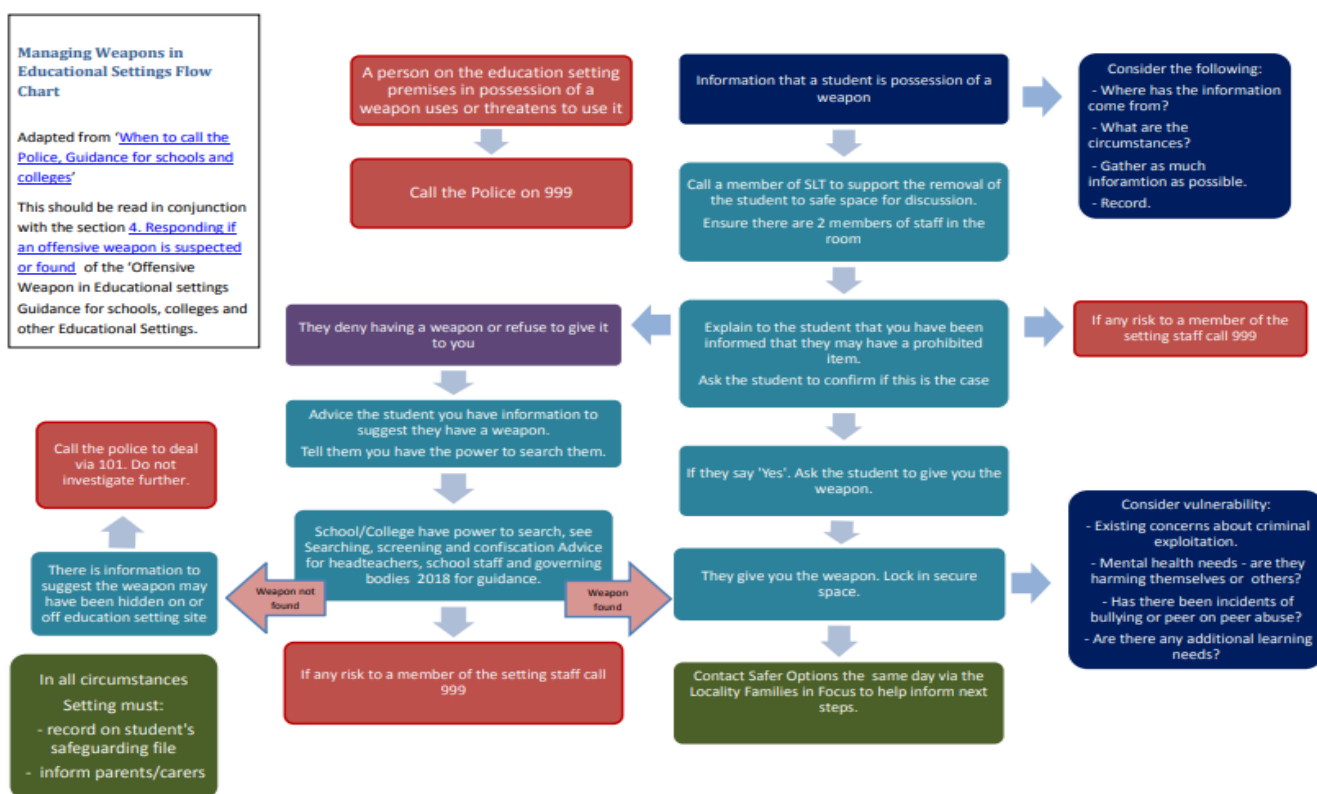 Managing Weapons in
Educational Settings Flow
Chart
Adapted from ‘When to call the
Police, Guidance for schools and
colleges’
This should be read in conjunction
with the section 4. Responding if
an offensive weapon is suspected
or found of the ‘Offensive
Weapon in Educational settings
Guidance for schools, colleges and
other Educational Settings.
A person on the education setting
premises in possession of a
weapon uses or threatens to use it
Call the Police on 999
Information that a student is possession of a
weapon
Consider the following:
- Where has the information
come from?
- What are the
circumstances?
- Gather as much
inforamtion as possible.
- Record.
Call a member of SLT to support the removal of
the student to safe space for discussion.
Ensure there are 2 members of staff in the
room
They deny having a weapon or refuse to give it
to you
Explain to the student that you have been
informed that they may have a prohibited
item.
Ask the student to confirm if this is the case
If any risk to a member of the
setting staff call 999
Advice the student you have information to
suggest they have a weapon.
Tell them you have the power to search them.
Call the police to deal
via 101. Do not
investigate further.
If they say 'Yes'. Ask the student to give you the
weapon.
School/College have power to search, see
Searching, screening and confiscation Advice
for headteachers, school staff and governing
bodies 2018 for guidance.
There is information to
suggest the weapon may
have been hidden on or
off education setting site
Weapon not
found
Weapon
found
They give you the weapon. Lock in secure
space.
Consider vulnerability:
- Existing concerns about criminal
exploitation.
- Mental health needs - are they
harming themselves or others?
- Has there been incidents of
bullying or peer on peer abuse?
- Are there any additional learning
needs?
In all circumstances
Setting must:
- record on student's
safeguarding file
- inform parents/carers
If any risk to a member of the setting staff call
999
Contact Safer Options the same day via the
Locality Families in Focus to help inform next
steps.